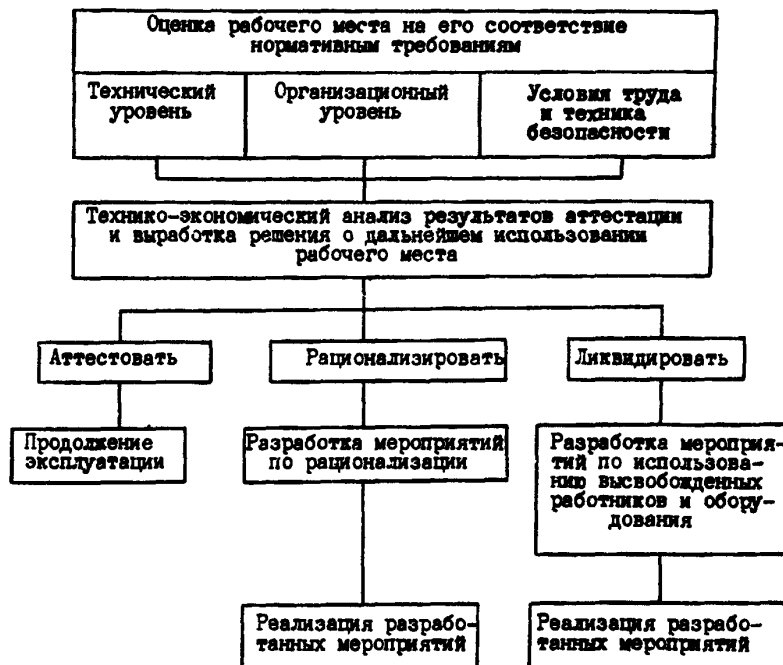 Оценка рабочего места на его соответствие
нормативным требованиям
Технический
уровень
Организационный
уровень
Условия труда
и техника
безопасности
Технико-экономический анализ результатов аттестации
и выработка решения о дальнейшем использовании
рабочего места
Аттестовать
Рационализировать
Ликвидировать
Продолжение
эксплуатации
Разработка мероприятий
по рационализации
Разработка мероприя-
тий по использова-
нию высвобожденных
работников и обору-
дования
Реализация разрабо-
танных мероприятий
Реализация разрабо-
танных мероприятий